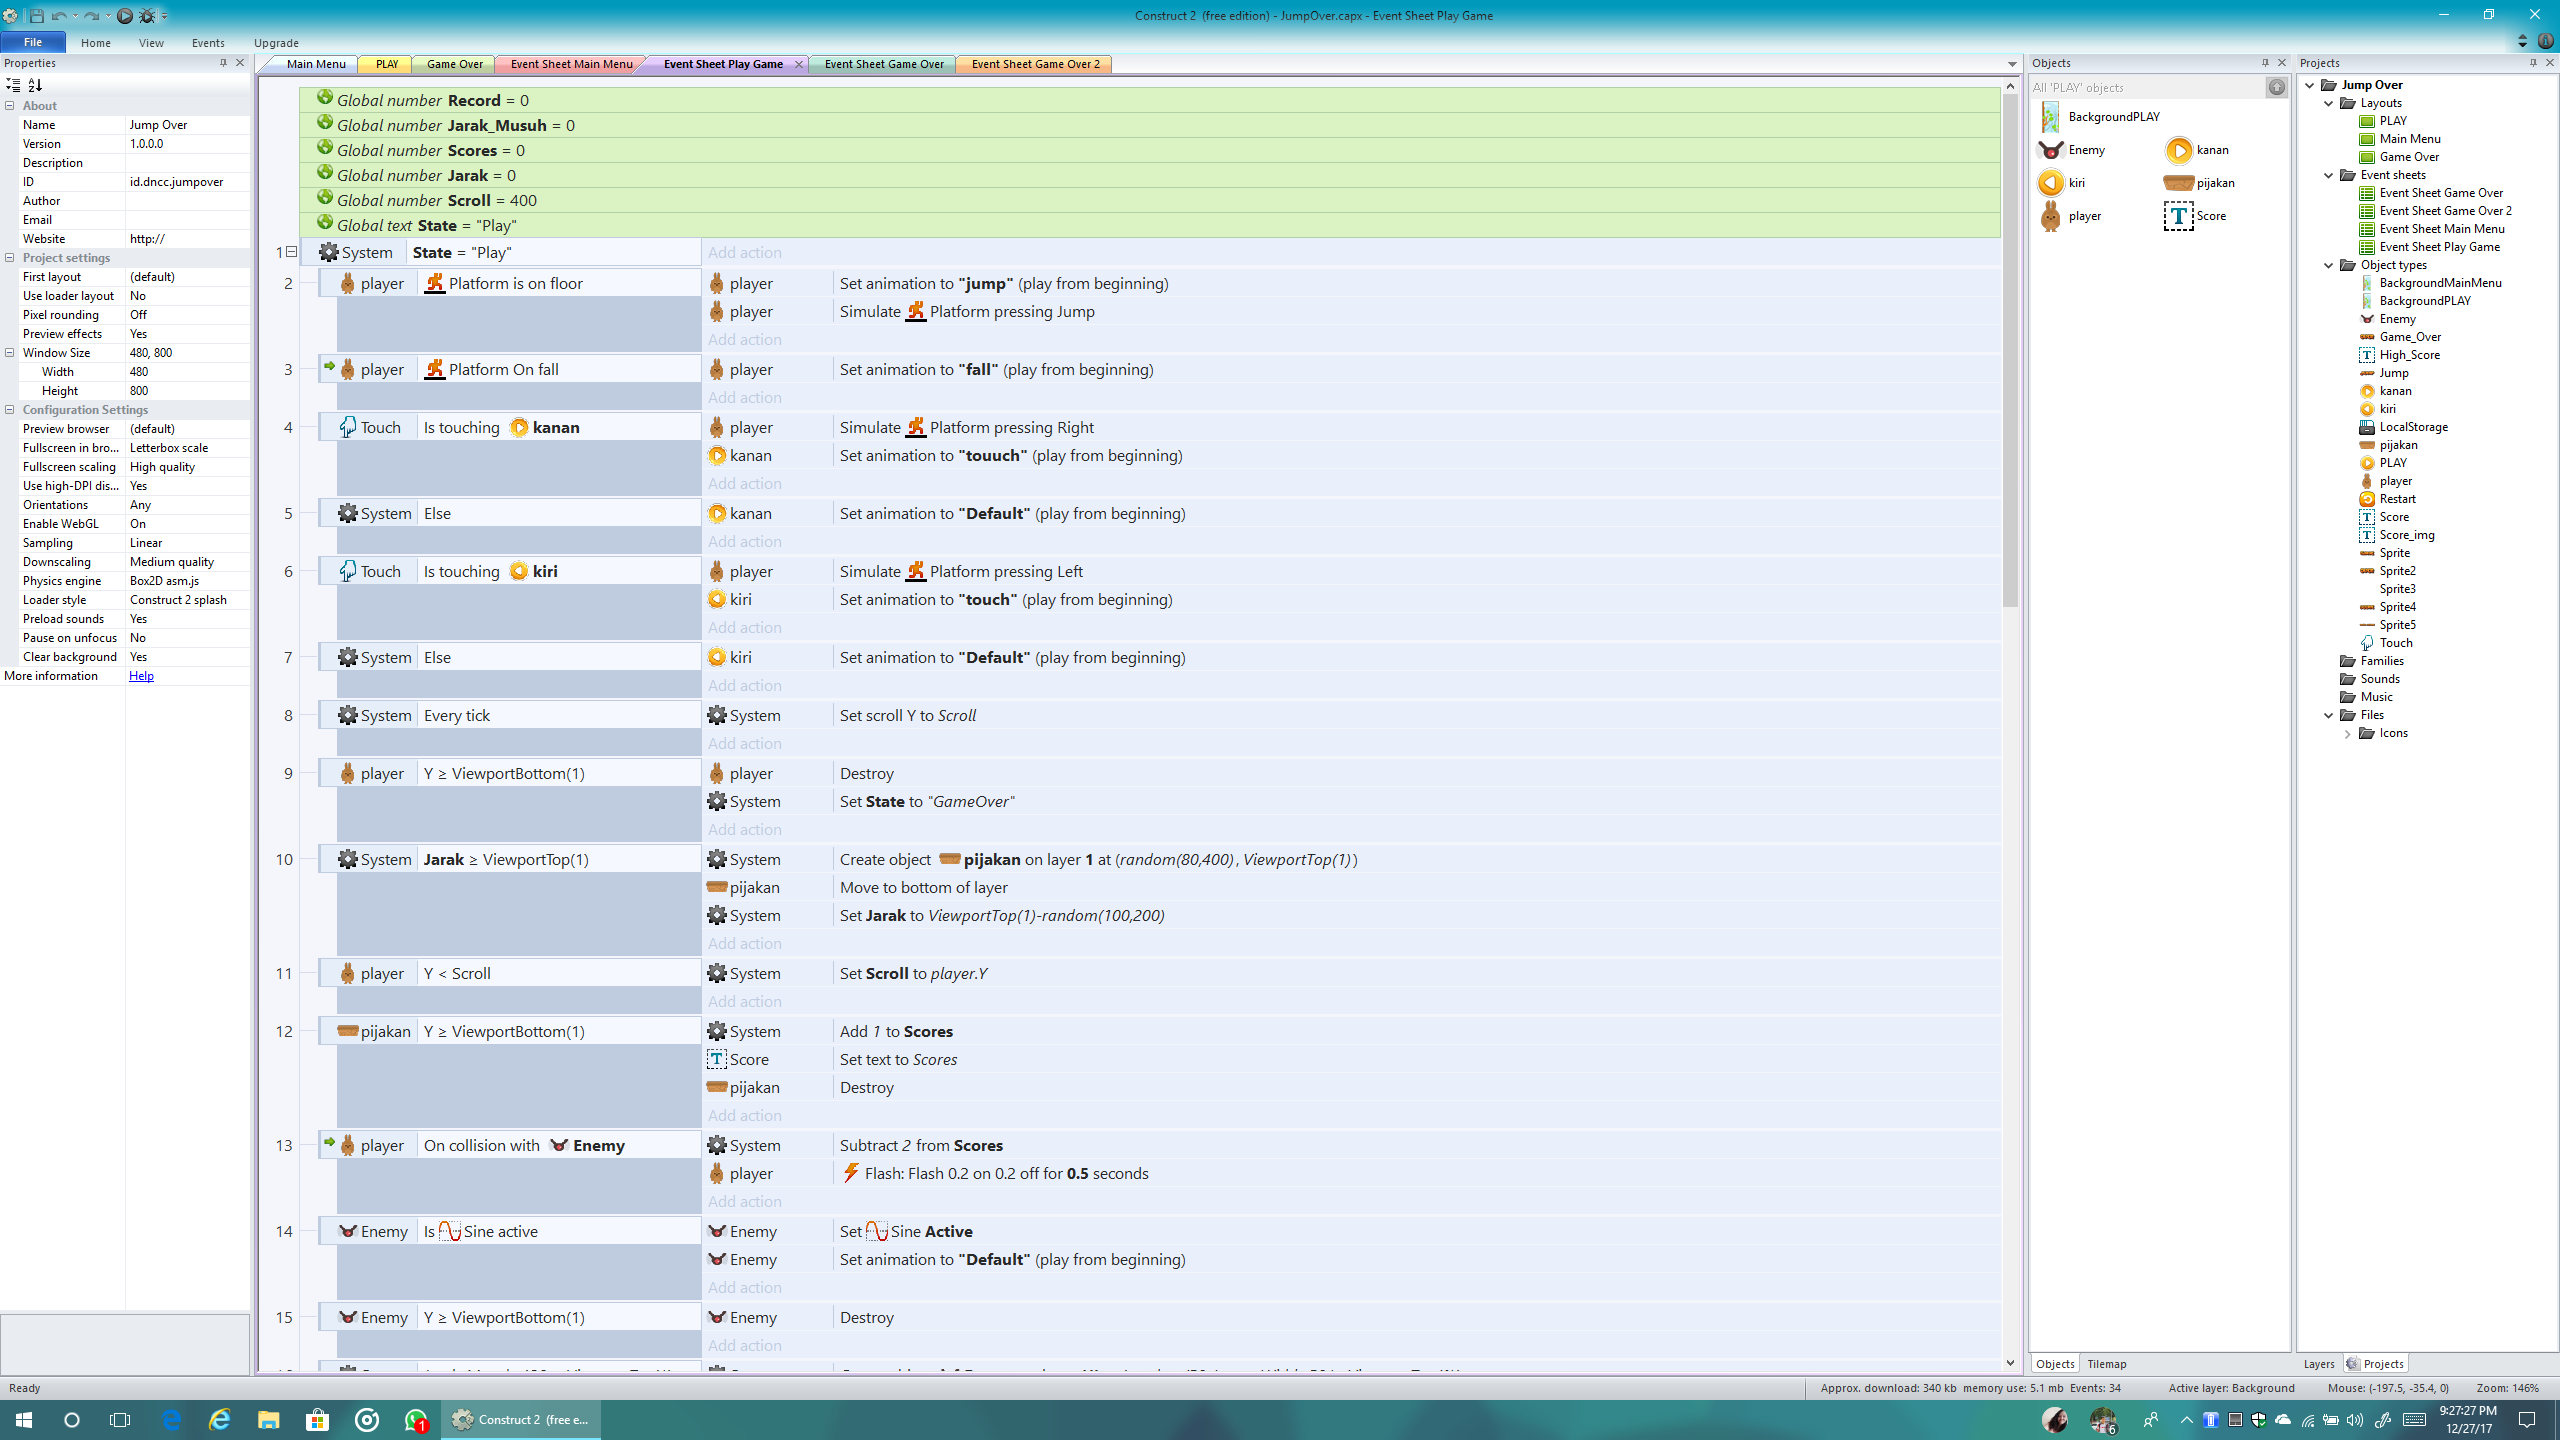 Construct 2 (free edition) - JumpOver.capx - Event Sheet Play Game
File Home View Events Upgrade
Properties
About
Name Jump Over
Version 1.0.0.0
Description
ID id.dncc.jumpover
Author
Email
Website http://
Project settings
First layout (default)
Use loader layout No
Pixel rounding Off
Preview effects Yes
Window Size 480, 800
Width 480
Height 800
Configuration Settings
Preview browser (default)
Fullscreen in bro... Letterbox scale
Fullscreen scaling High quality
Use high-DPI dis... Yes
Orientations Any
Enable WebGL On
Sampling Linear
Downscaling Medium quality
Physics engine Box2D asm.js
Loader style Construct 2 splash
Preload sounds Yes
Pause on unfocus No
Clear background Yes
More information Help
Main Menu PLAY Game Over Event Sheet Main Menu Event Sheet Play Game Event Sheet Game Over Event Sheet Game Over 2
Global number Record = 0
Global number Jarak_Musuh = 0
Global number Scores = 0
Global number Jarak = 0
Global number Scroll = 400
Global text State = "Play"
1 System State = "Play" Add action
2 player Platform is on floor player Set animation to "jump" (play from beginning)
player Simulate Platform pressing Jump
Add action
3 player Platform On fall player Set animation to "fall" (play from beginning)
Add action
4 Touch Is touching kanan player Simulate Platform pressing Right
kanan Set animation to "touuch" (play from beginning)
Add action
5 System Else kanan Set animation to "Default" (play from beginning)
Add action
6 Touch Is touching kiri player Simulate Platform pressing Left
kiri Set animation to "touch" (play from beginning)
Add action
7 System Else kiri Set animation to "Default" (play from beginning)
Add action
8 System Every tick System Set scroll Y to Scroll
Add action
9 player Y ≥ ViewportBottom(1) player Destroy
System Set State to "GameOver"
Add action
10 System Jarak ≥ ViewportTop(1) System Create object pijakan on layer 1 at (random(80,400), ViewportTop(1))
pijakan Move to bottom of layer
System Set Jarak to ViewportTop(1)-random(100,200)
Add action
11 player Y < Scroll System Set Scroll to player.Y
Add action
12 pijakan Y ≥ ViewportBottom(1) System Add 1 to Scores
Score Set text to Scores
pijakan Destroy
Add action
13 player On collision with Enemy System Subtract 2 from Scores
player Flash: Flash 0.2 on 0.2 off for 0.5 seconds
Add action
14 Enemy Is Sine active Enemy Set Sine Active
Enemy Set animation to "Default" (play from beginning)
Add action
15 Enemy Y ≥ ViewportBottom(1) Enemy Destroy
Add action
Objects
All 'PLAY' objects
BackgroundPLAY
Enemy kanan
kiri pijakan
player T Score
Objects Tilemap
Projects
Jump Over
Layouts
PLAY
Main Menu
Game Over
Event sheets
Event Sheet Game Over
Event Sheet Game Over 2
Event Sheet Main Menu
Event Sheet Play Game
Object types
BackgroundMainMenu
BackgroundPLAY
Enemy
Game_Over
High_Score
Jump
kanan
kiri
LocalStorage
pijakan
PLAY
player
Restart
Score
Score_img
Sprite
Sprite2
Sprite3
Sprite4
Sprite5
Touch
Families
Sounds
Music
Files
Icons
Layers Projects
Ready Approx. download: 340 kb memory use: 5.1 mb Events: 34 Active layer: Background Mouse: (-197.5, -35.4, 0) Zoom: 146%
1 Construct 2 (free e... 6 9:27:27 PM
12/27/17